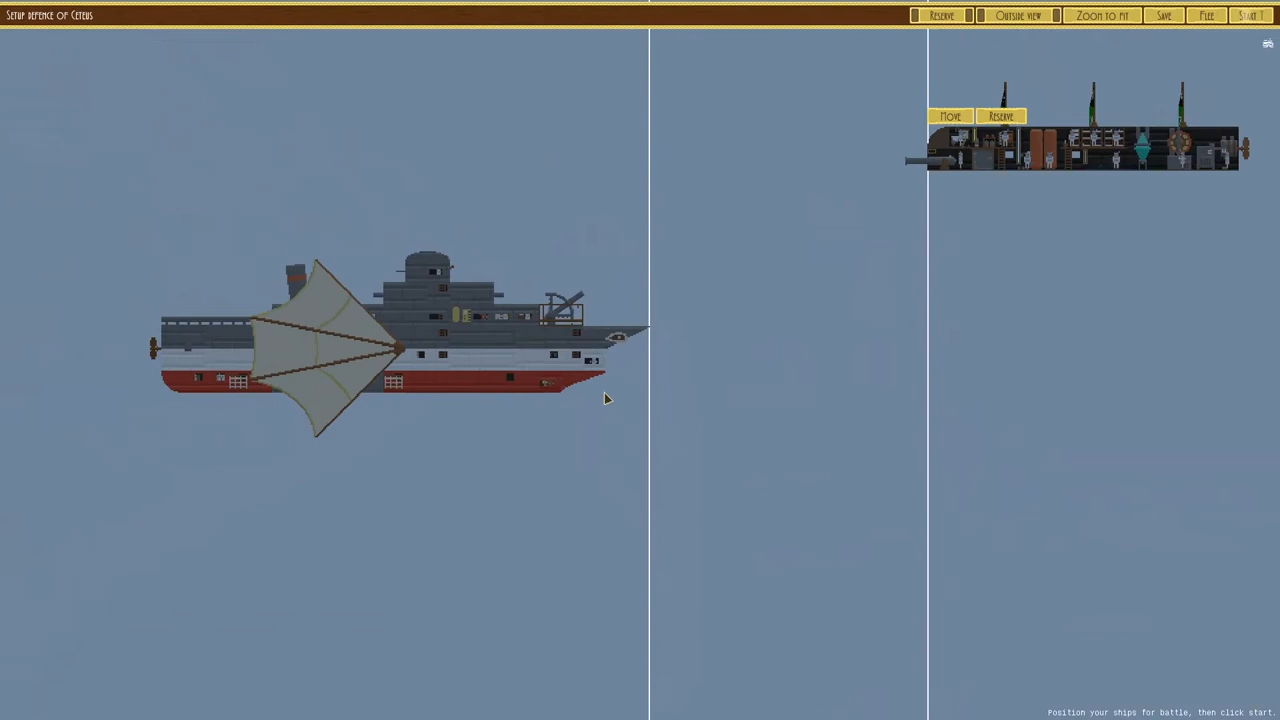 Setup defence of Ceteus
Reserve Outside view Zoom to fit Save Flee Start
Move Reserve
Position your ships for battle, then click start.